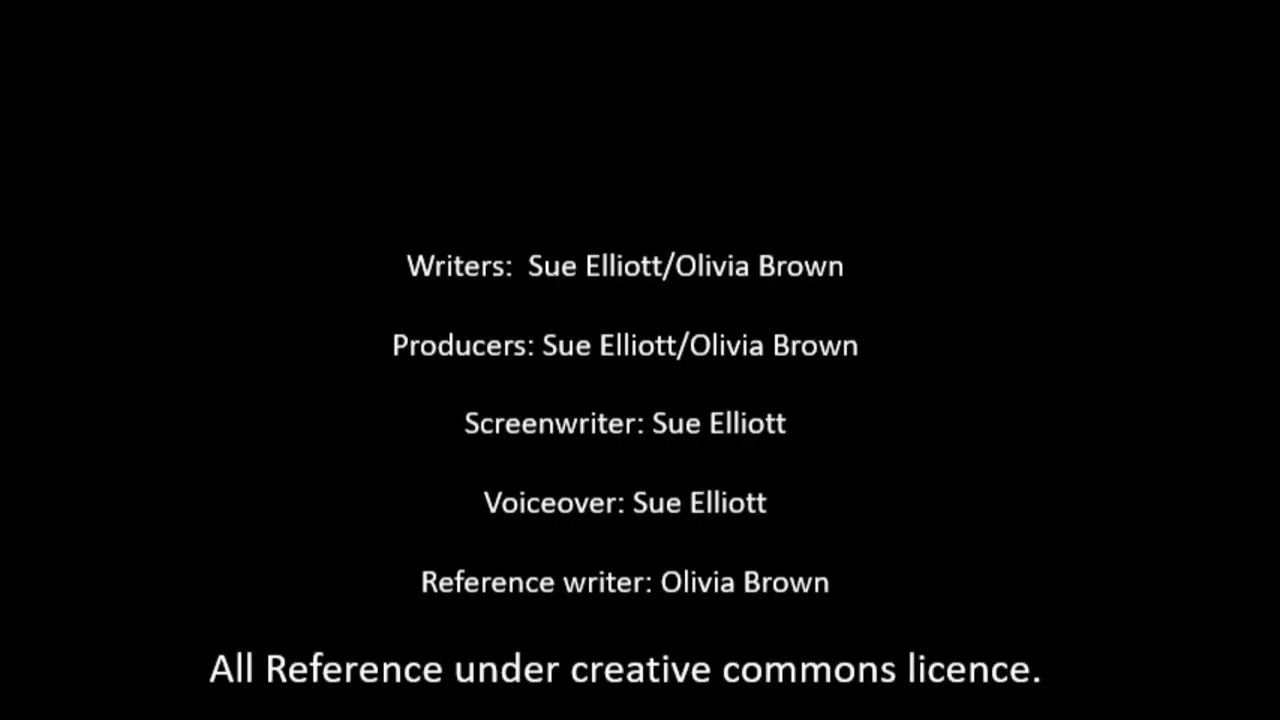 Writers:  Sue Elliott/Olivia Brown
Producers: Sue Elliott/Olivia Brown
Screenwriter: Sue Elliott
Voiceover: Sue Elliott
Reference writer: Olivia Brown
All Reference under creative commons licence.